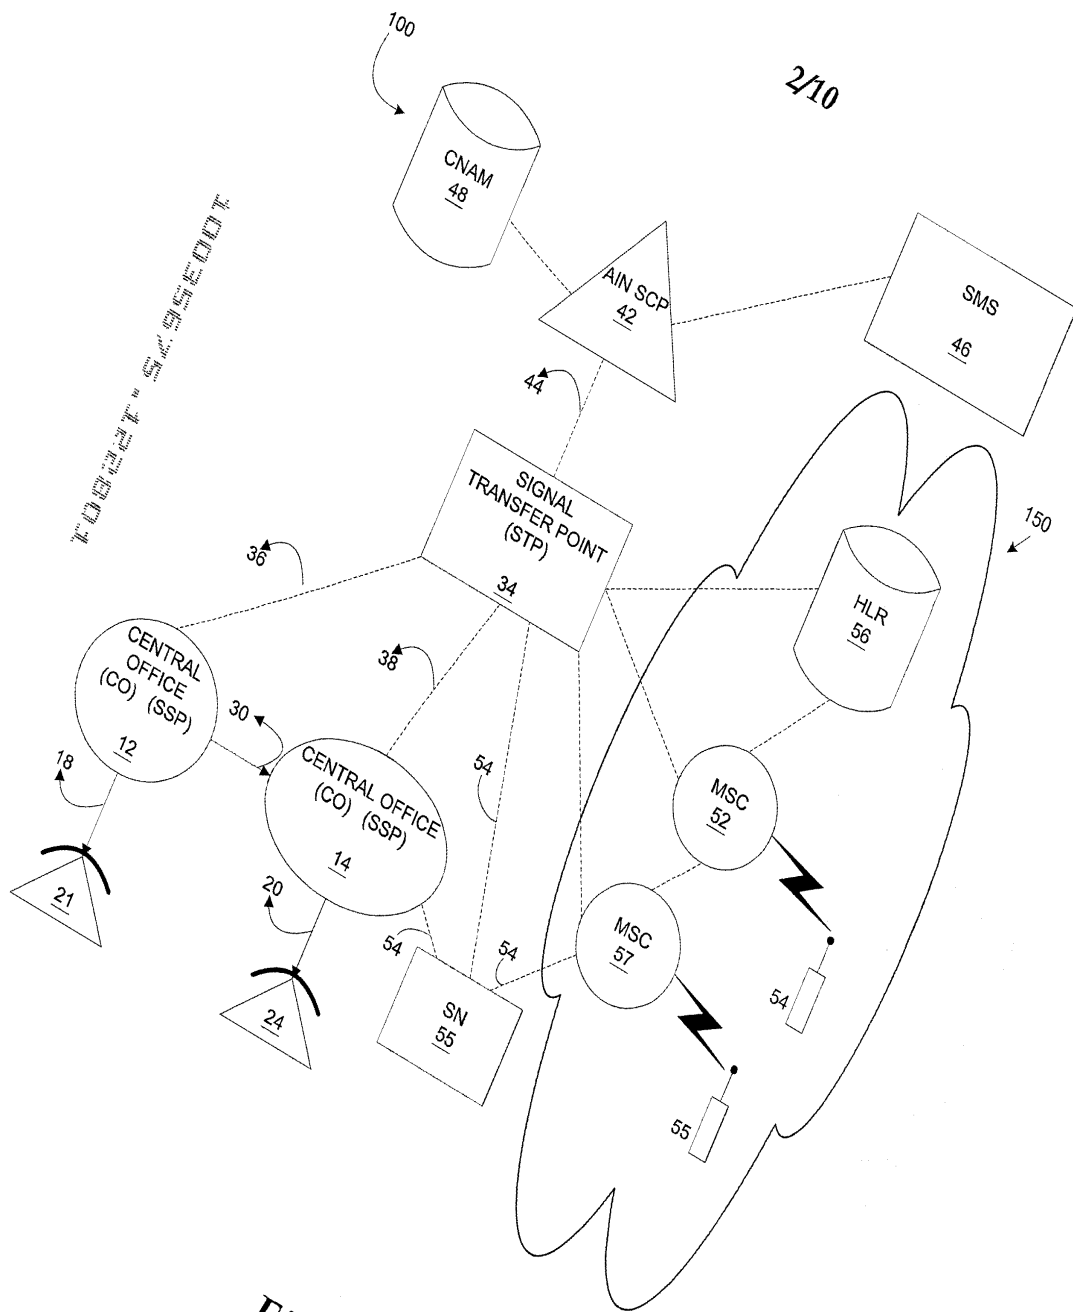 100
2/10
CNAM
48
10035675.122801
AIN SCP
42
SMS
46
44
SIGNAL
TRANSFER POINT
(STP)
34
150
36
HLR
56
CENTRAL
OFFICE
(CO) (SSP)
12
38
30
CENTRAL OFFICE
(CO) (SSP)
14
18
54
MSC
52
21
20
54
54
MSC
57
24
SN
55
54
55